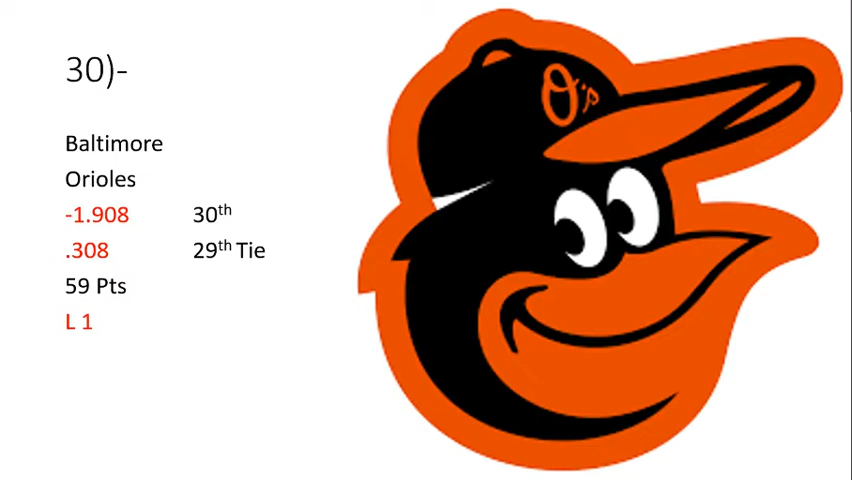 30)-
Baltimore
Orioles
-1.908 30th
.308 29th Tie
59 Pts
L 1
O's